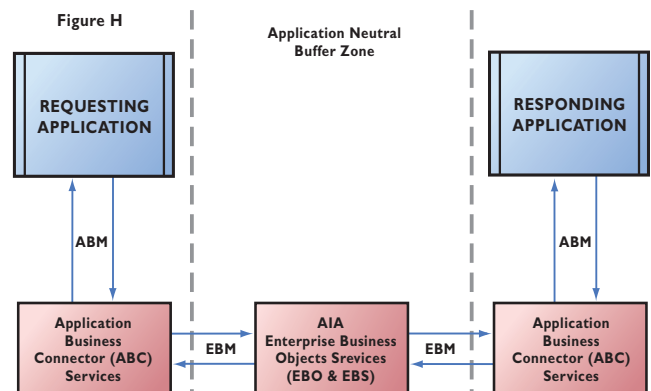 Figure H
Application Neutral
Buffer Zone
REQUESTING
APPLICATION
RESPONDING
APPLICATION
ABM
ABM
Application
Business
Connector (ABC)
Services
EBM
AIA
Enterprise Business
Objects Srevices
(EBO & EBS)
EBM
Application
Business
Connector (ABC)
Services